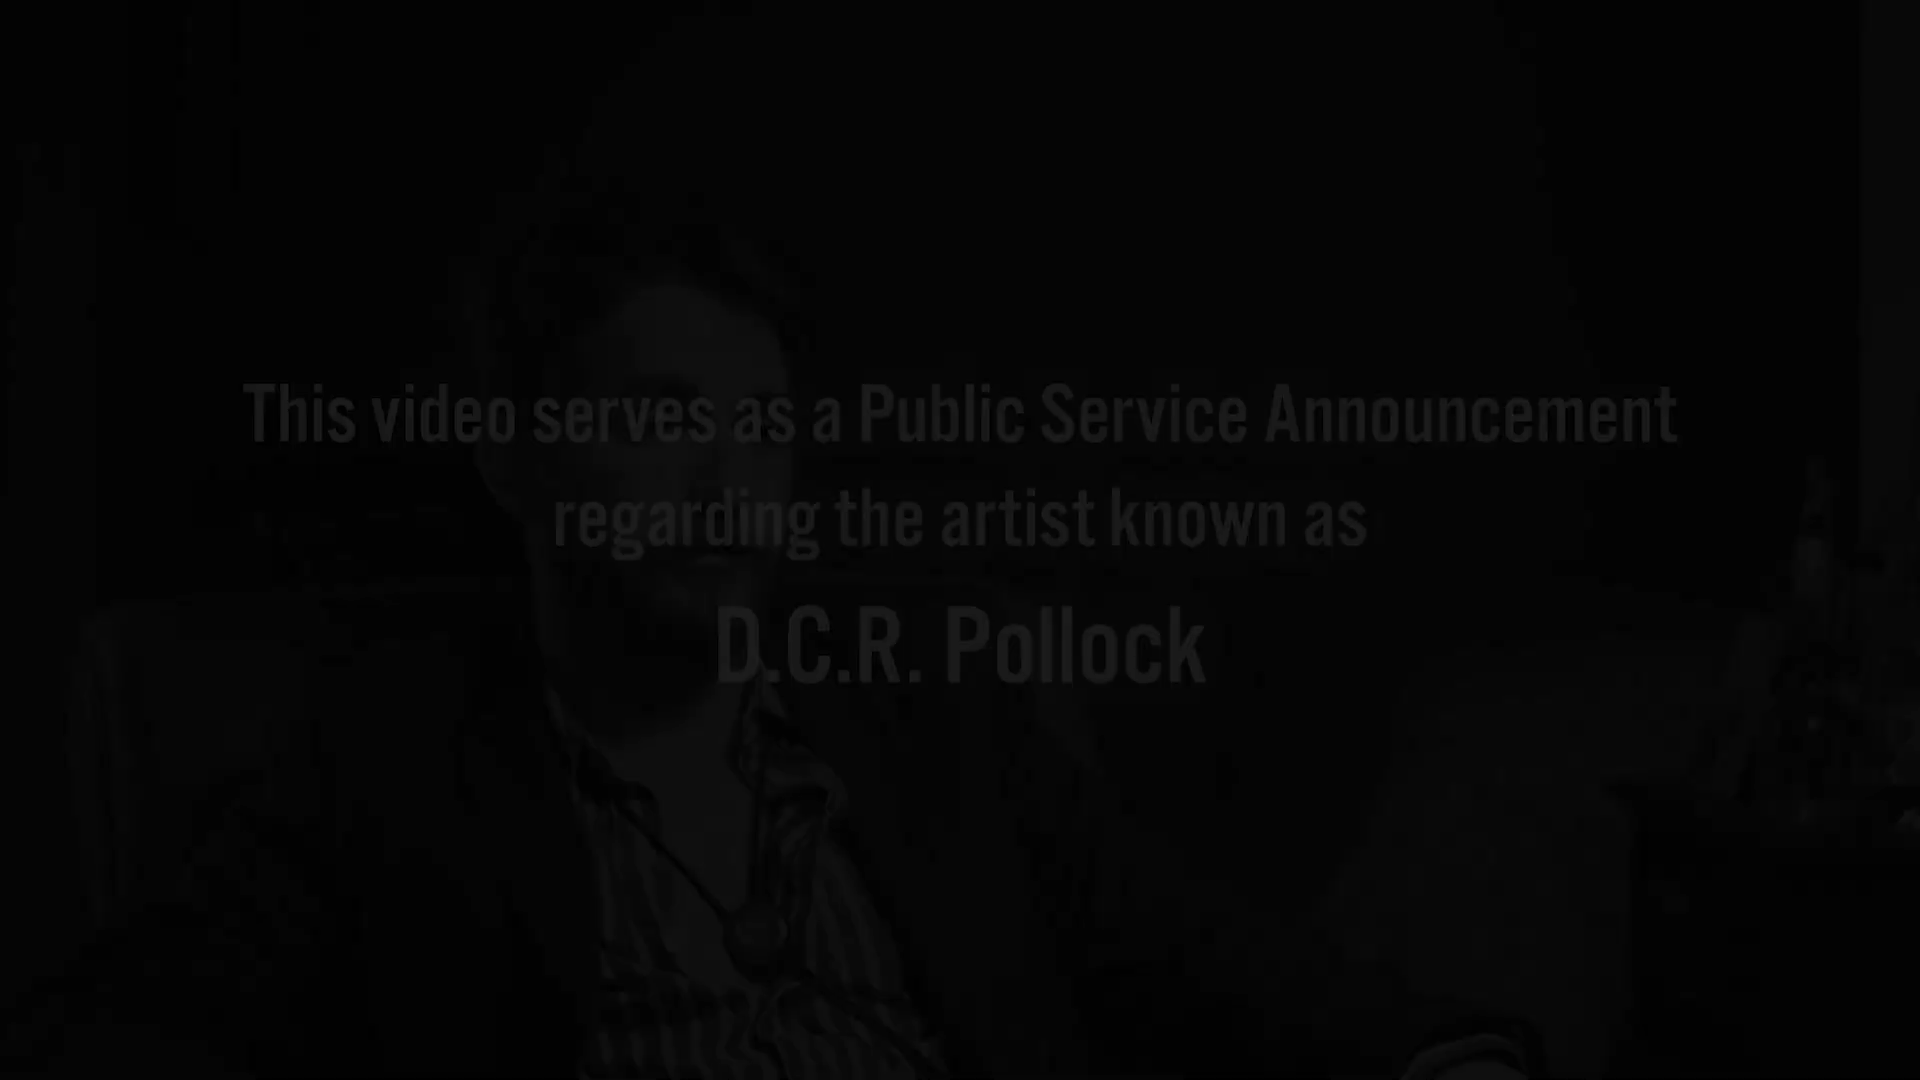 This video serves as a Public Service Announcement
regarding the artist known as
D.C.R. Pollock